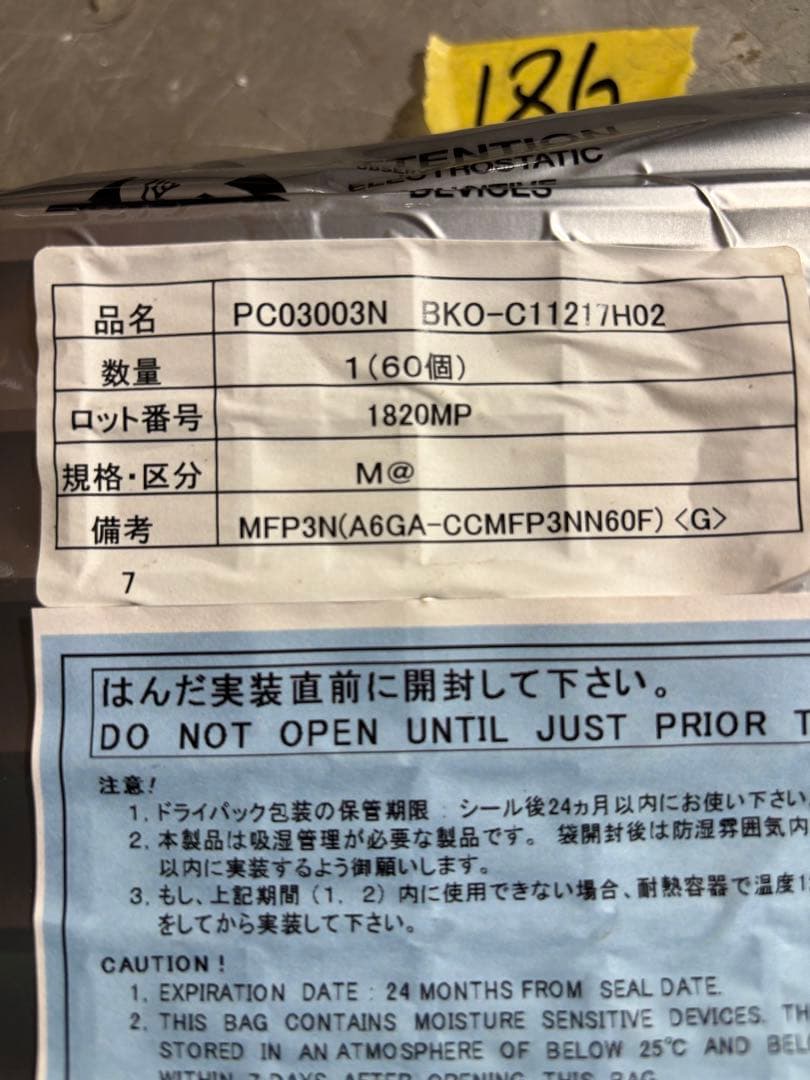 186
ATTENTION
ELECTROSTATIC
DEVICES
品名 PC03003N BKO-C11217H02
数量 1(60個)
ロット番号 1820MP
規格・区分 M@
備考 MFP3N(A6GA-CCMFP3NN60F)<G>
7
はんだ実装直前に開封して下さい。
DO NOT OPEN UNTIL JUST PRIOR T
注意!
1. ドライパック包装の保管期限 : シール後24ヵ月以内にお使い下さい
2. 本製品は吸湿管理が必要な製品です。 袋開封後は防湿雰囲気内
以内に実装するよう御願いします。
3. もし、上記期間(1. 2)内に使用できない場合、耐熱容器で温度1
をしてから実装して下さい。
CAUTION!
1. EXPIRATION DATE : 24 MONTHS FROM SEAL DATE.
2. THIS BAG CONTAINS MOISTURE SENSITIVE DEVICES. TH
STORED IN AN ATMOSPHERE OF BELOW 25℃ AND BEL
WITHIN 7 DAYS AFTER OPENING THIS BAG